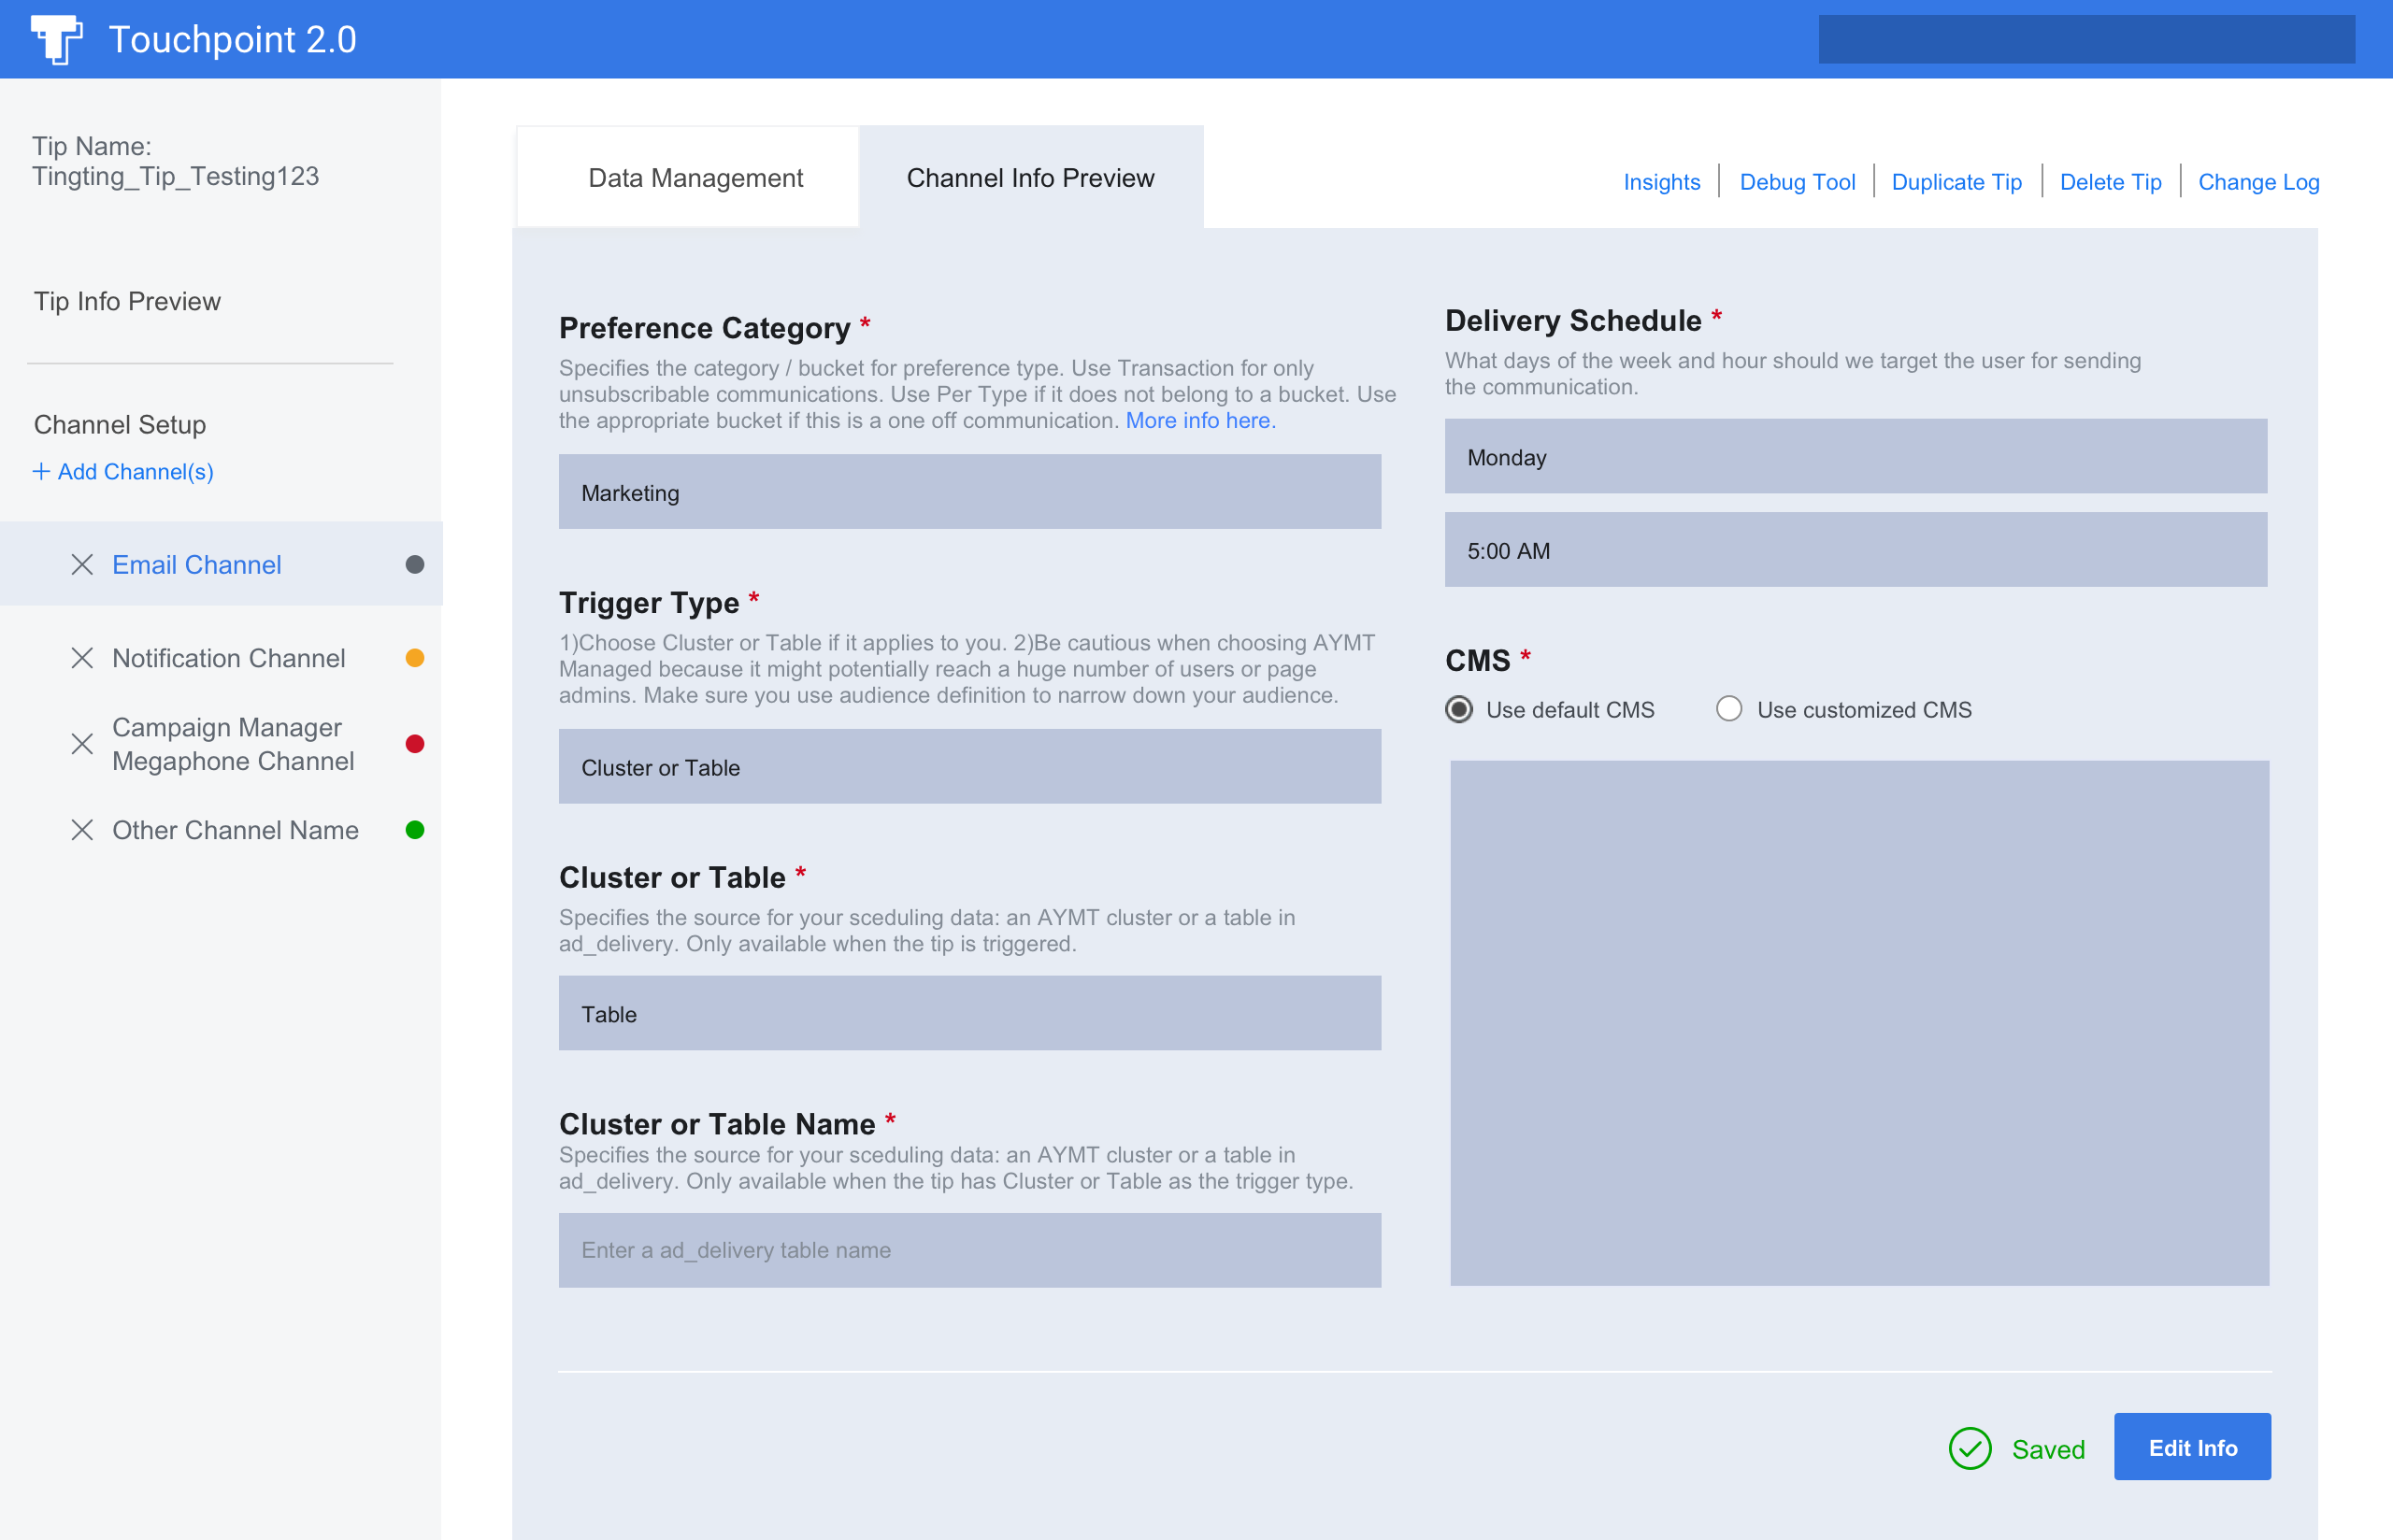 Touchpoint 2.0
Tip Name:
Tingting_Tip_Testing123
Tip Info Preview
Channel Setup
+ Add Channel(s)
Email Channel
Notification Channel
Campaign Manager
Megaphone Channel
Other Channel Name
Data Management
Channel Info Preview
Insights
Debug Tool
Duplicate Tip
Delete Tip
Change Log
Preference Category *
Specifies the category / bucket for preference type. Use Transaction for only
unsubscribable communications. Use Per Type if it does not belong to a bucket. Use
the appropriate bucket if this is a one off communication. More info here.
Marketing
Trigger Type *
1)Choose Cluster or Table if it applies to you. 2)Be cautious when choosing AYMT
Managed because it might potentially reach a huge number of users or page
admins. Make sure you use audience definition to narrow down your audience.
Cluster or Table
Cluster or Table *
Specifies the source for your sceduling data: an AYMT cluster or a table in
ad_delivery. Only available when the tip is triggered.
Table
Cluster or Table Name *
Specifies the source for your sceduling data: an AYMT cluster or a table in
ad_delivery. Only available when the tip has Cluster or Table as the trigger type.
Enter a ad_delivery table name
Delivery Schedule *
What days of the week and hour should we target the user for sending
the communication.
Monday
5:00 AM
CMS *
Use default CMS
Use customized CMS
Saved
Edit Info